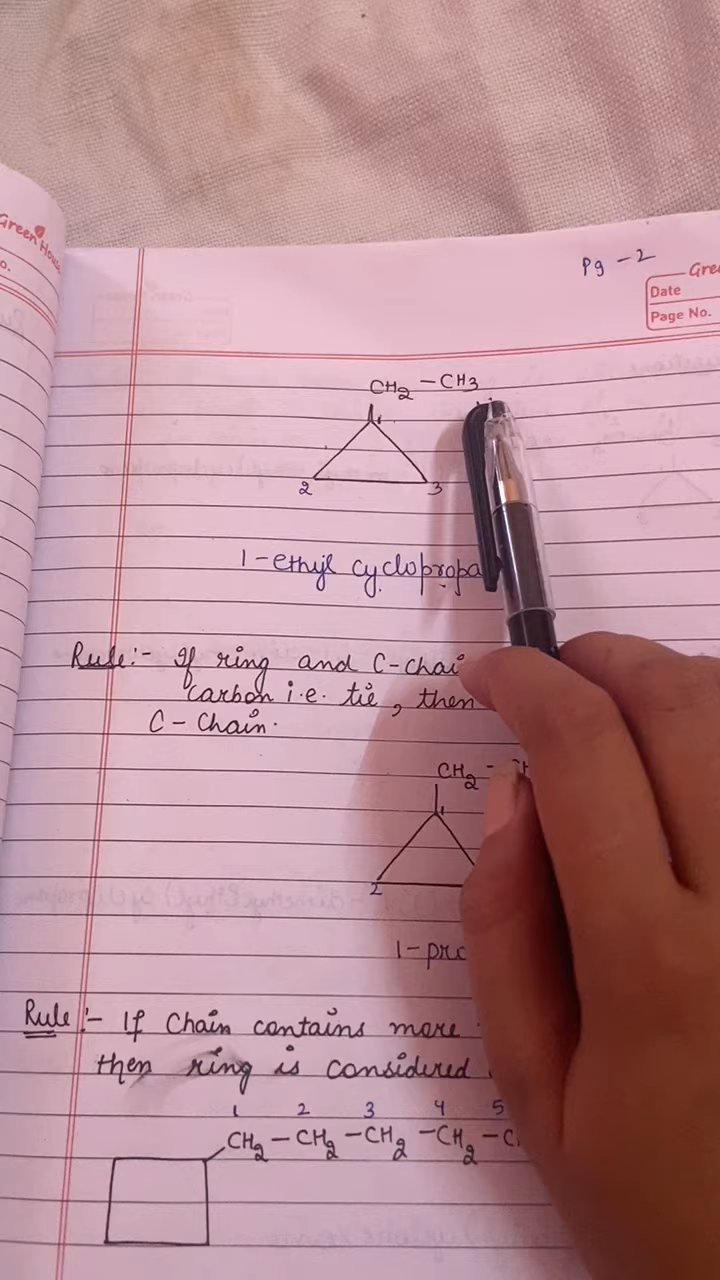 Green House
o.
Pg - 2
Gree
Date
Page No.
CH2 - CH3
1
2 3
1-ethyl cyclopropa
Rule:- If ring and C-chai
carbon i.e. tie, then
C-Chain.
CH2 -
1
2
1-pro
Rule:- If Chain contains more
then ring is considered
1 2 3 4 5
CH2 - CH2 - CH2 - CH2 - C